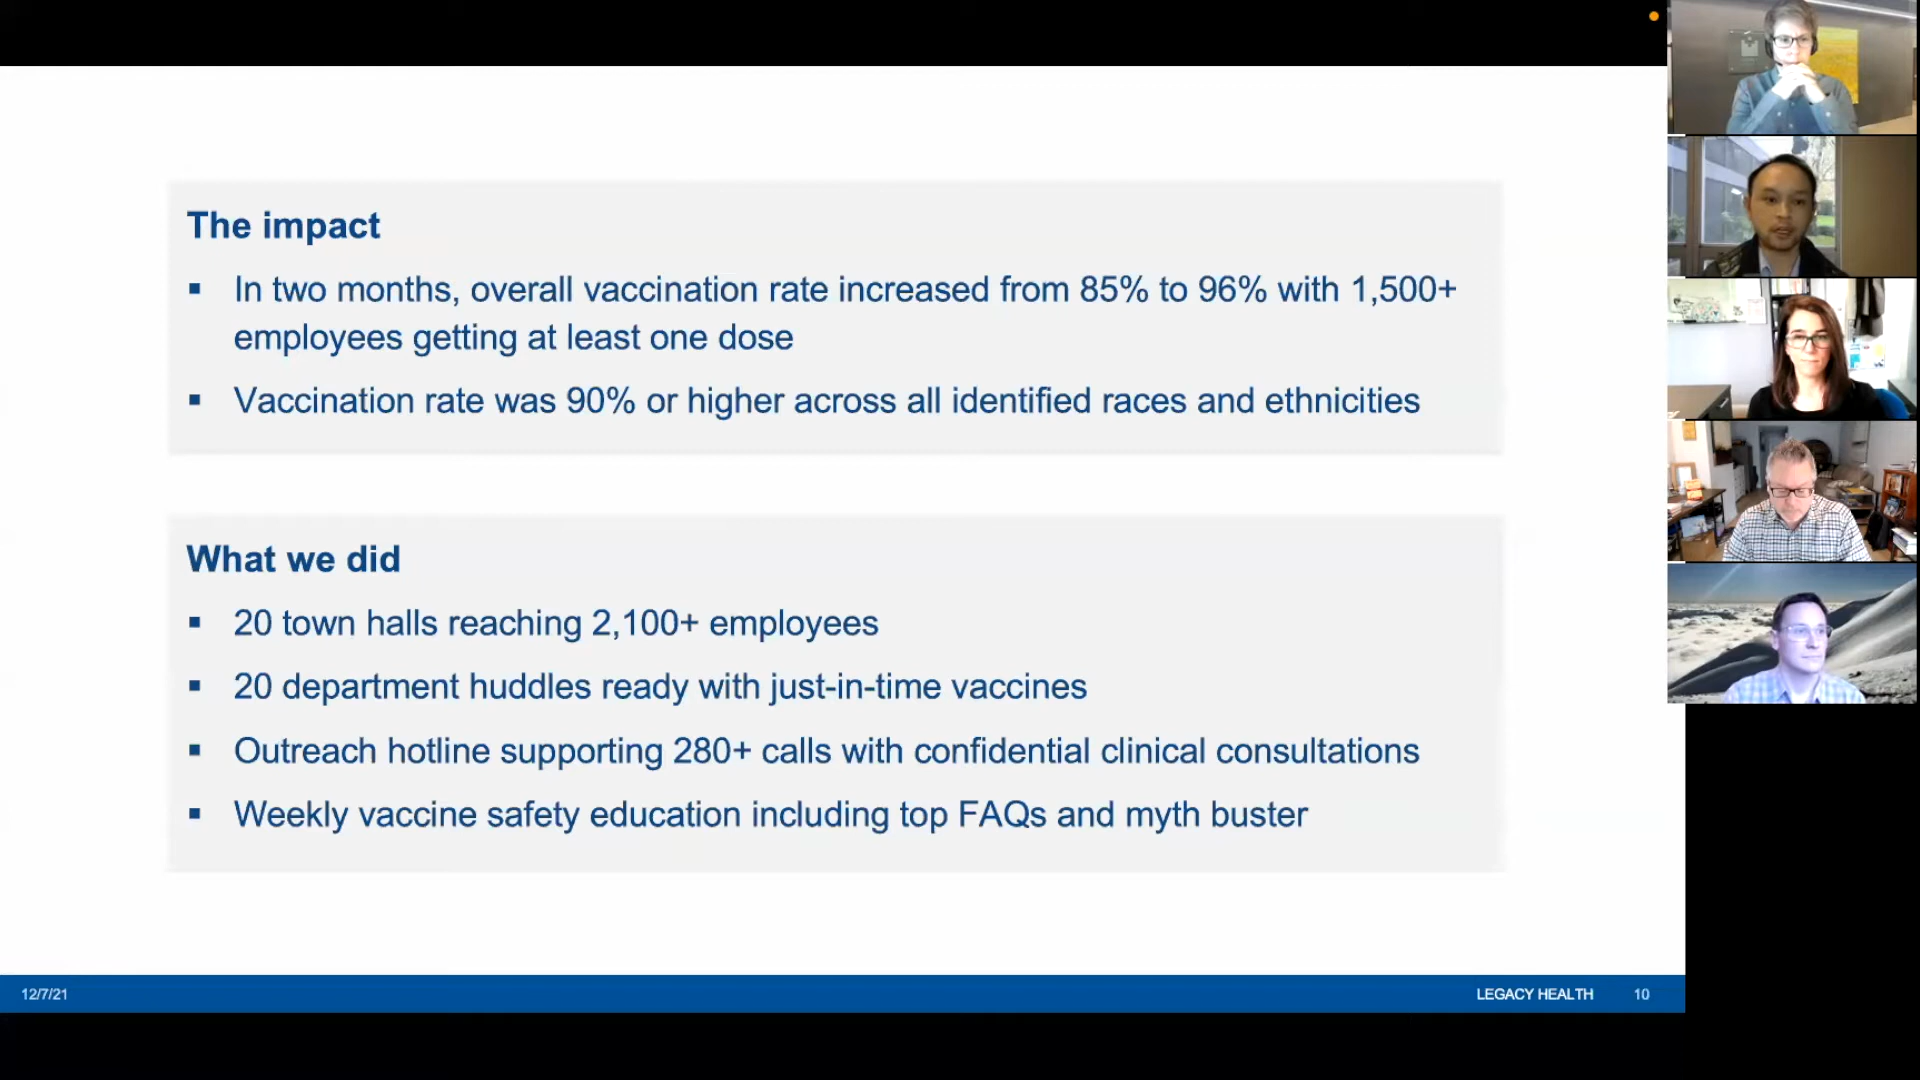 The impact
▪ In two months, overall vaccination rate increased from 85% to 96% with 1,500+
employees getting at least one dose
▪ Vaccination rate was 90% or higher across all identified races and ethnicities
What we did
▪ 20 town halls reaching 2,100+ employees
▪ 20 department huddles ready with just-in-time vaccines
▪ Outreach hotline supporting 280+ calls with confidential clinical consultations
▪ Weekly vaccine safety education including top FAQs and myth buster
12/7/21
LEGACY HEALTH 10